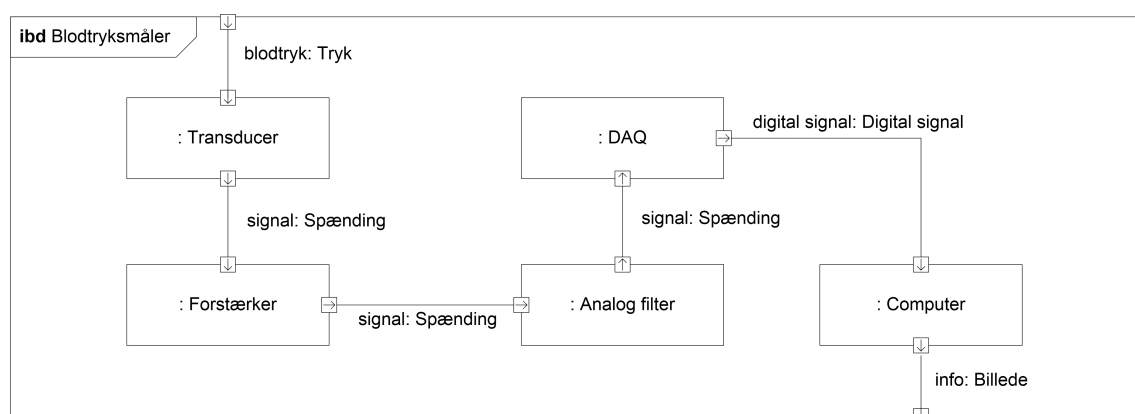 ibd Blodtryksmåler
blodtryk: Tryk
: Transducer
: DAQ
digital signal: Digital signal
signal: Spænding
signal: Spænding
: Forstærker
signal: Spænding
: Analog filter
: Computer
info: Billede